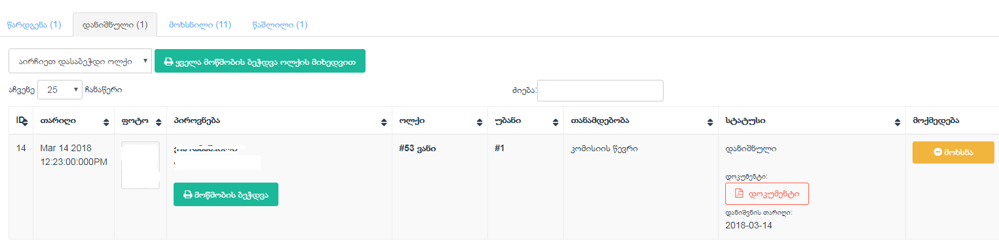 წარდგენა (1) დანიშნული (1) მოხსნილი (11) წაშლილი (1)
აირჩიეთ დასაბეჭდი ოლქი ყველა მოწმობის ბეჭდვა ოლქის მიხედვით
აჩვენე 25 ჩანაწერი ძიება:
ID თარიღი ფოტო პიროვნება ოლქი უბანი თანამდებობა სტატუსი მოქმედება
14 Mar 14 2018 #53 ვანი #1 კომისიის წევრი დანიშნული მოხსნა
12:23:00:000PM
დოკუმენტი:
მოწმობის ბეჭდვა დოკუმენტი
დანიშვნის თარიღი:
2018-03-14